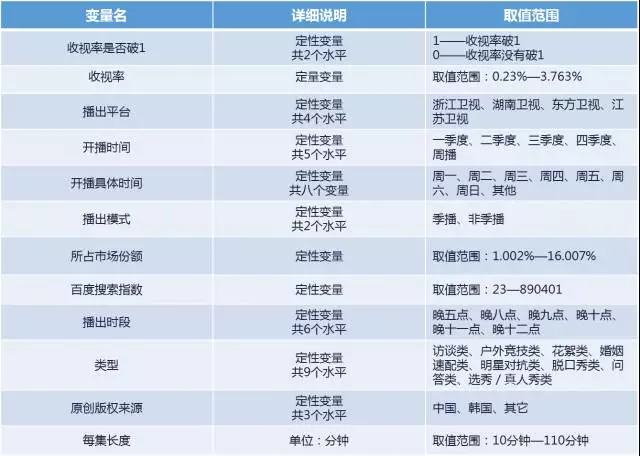 变量名
详细说明
取值范围
收视率是否破1
定性变量
共2个水平
1——收视率破1
0——收视率没有破1
收视率
定量变量
取值范围：0.23%—3.763%
播出平台
定性变量
共4个水平
浙江卫视、湖南卫视、东方卫视、江
苏卫视
开播时间
定性变量
共5个水平
一季度、二季度、三季度、四季度、
周播
开播具体时间
定性变量
共八个变量
周一、周二、周三、周四、周五、周
六、周日、其他
播出模式
定性变量
共2个水平
季播、非季播
所占市场份额
定性变量
取值范围：1.002%—16.007%
百度搜索指数
定性变量
取值范围：23—890401
播出时段
定性变量
共6个水平
晚五点、晚八点、晚九点、晚十点、
晚十一点、晚十二点
类型
定性变量
共9个水平
访谈类、户外竞技类、花絮类、婚姻
速配类、明星对抗类、脱口秀类、问
答类、选秀/真人秀类
原创版权来源
定性变量
共3个水平
中国、韩国、其它
每集长度
单位：分钟
取值范围：10分钟—110分钟